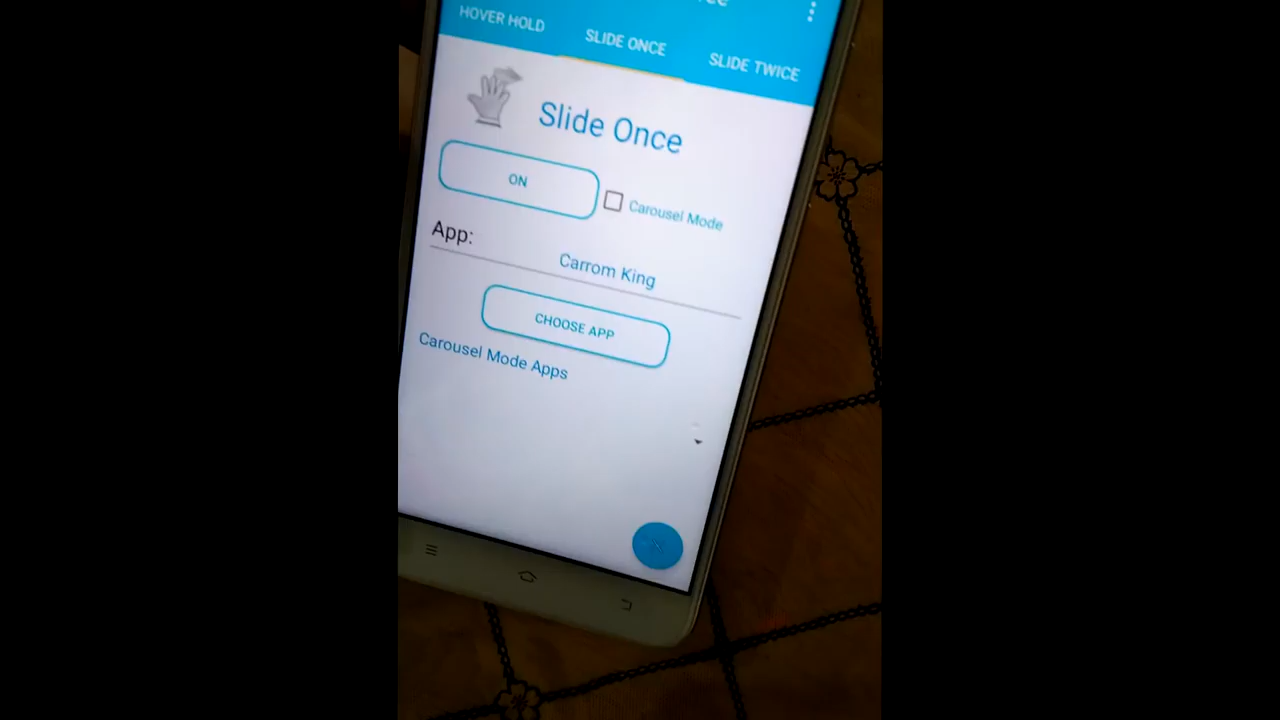 HOVER HOLD
SLIDE ONCE
SLIDE TWICE
Slide Once
ON
Carousel Mode
App:
Carrom King
CHOOSE APP
Carousel Mode Apps